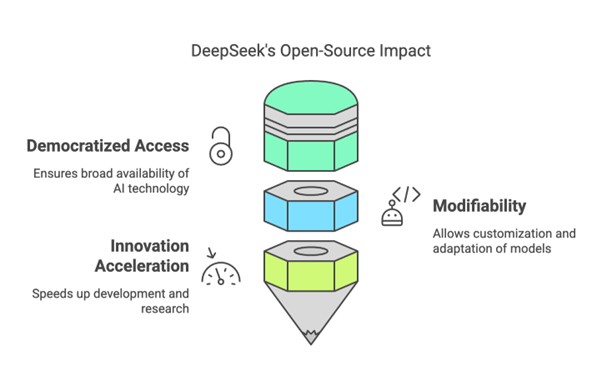 DeepSeek's Open-Source Impact
Democratized Access
Ensures broad availability of
AI technology
</>
Modifiability
Allows customization and
adaptation of models
Innovation
Acceleration
Speeds up development and
research